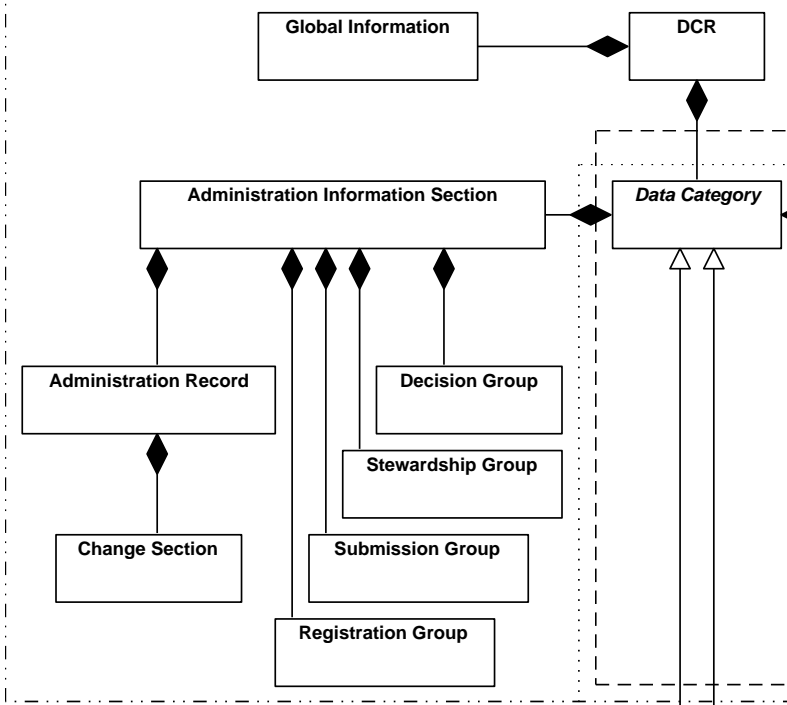 Global Information
DCR
Administration Information Section
Data Category
Administration Record
Decision Group
Stewardship Group
Change Section
Submission Group
Registration Group